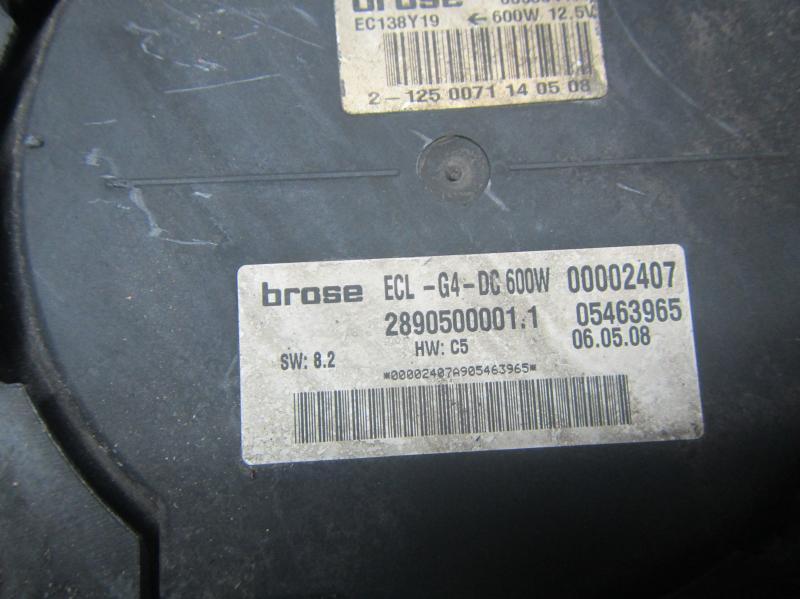 brose
EC138Y19 ← 600W 12.5V
2-125 0071 14 05 08
brose ECL -G4-DC 600W 00002407
2890500001.1 05463965
SW: 8.2 HW: C5 06.05.08
*00002407A905463965*